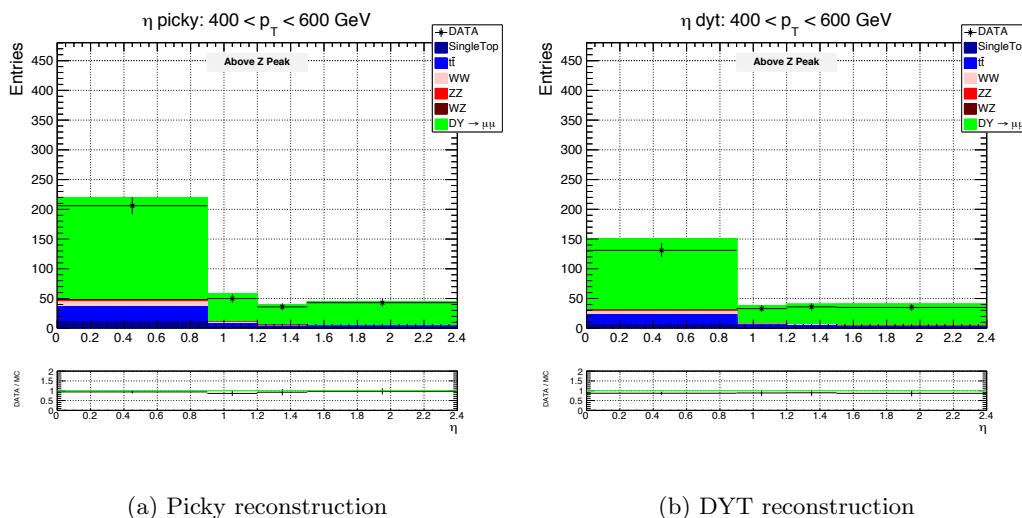 η picky: 400 < p_T < 600 GeV
Entries
450
400
350
300
250
200
150
100
50
0
Above Z Peak
DATA
SingleTop
tt̄
WW
ZZ
WZ
DY → μμ
0 0.2 0.4 0.6 0.8 1 1.2 1.4 1.6 1.8 2 2.2 2.4
DATA / MC
2
1.5
1
0.5
0
0 0.2 0.4 0.6 0.8 1 1.2 1.4 1.6 1.8 2 2.2 2.4
η
(a) Picky reconstruction
η dyt: 400 < p_T < 600 GeV
Entries
450
400
350
300
250
200
150
100
50
0
Above Z Peak
DATA
SingleTop
tt̄
WW
ZZ
WZ
DY → μμ
0 0.2 0.4 0.6 0.8 1 1.2 1.4 1.6 1.8 2 2.2 2.4
DATA / MC
2
1.5
1
0.5
0
0 0.2 0.4 0.6 0.8 1 1.2 1.4 1.6 1.8 2 2.2 2.4
η
(b) DYT reconstruction